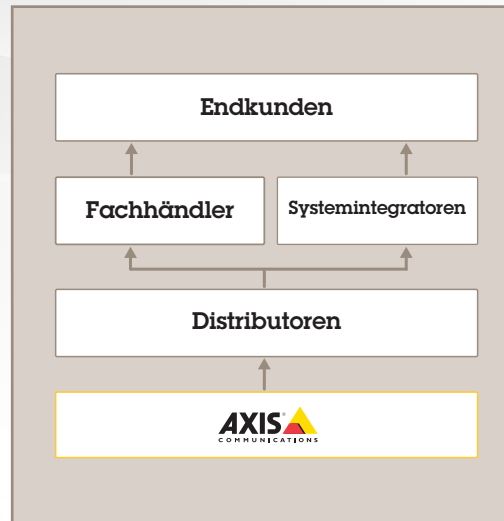 Endkunden
Fachhändler
Systemintegratoren
Distributoren
AXIS
COMMUNICATIONS